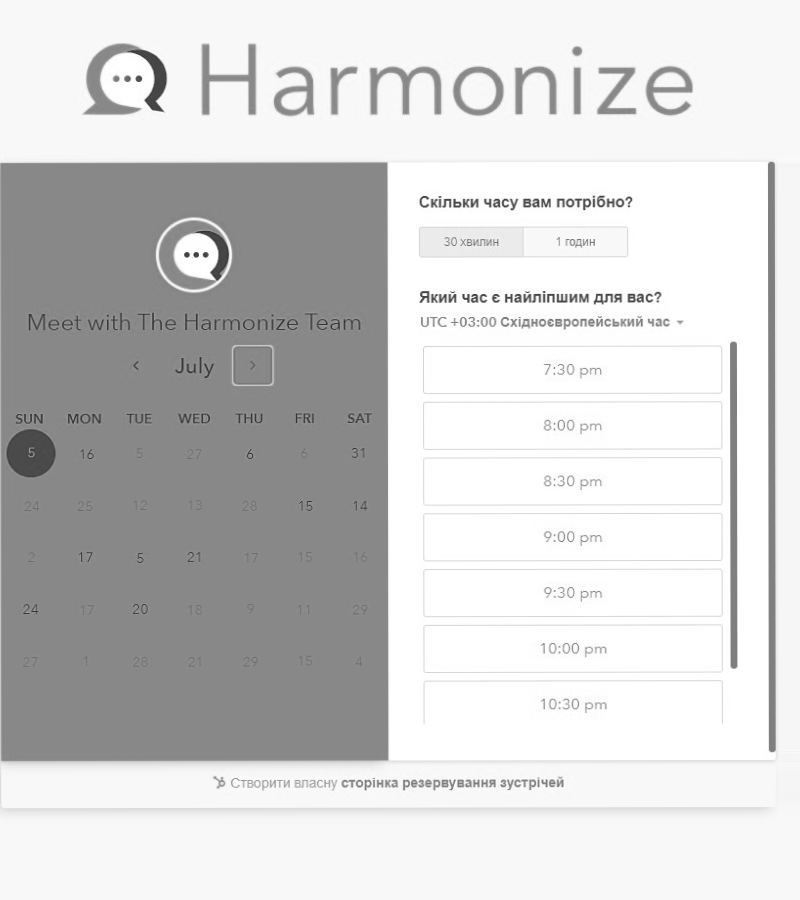 Harmonize
Meet with The Harmonize Team
July
SUN MON TUE WED THU FRI SAT
5 16 5 27 6 6 31
24 25 12 13 28 15 14
2 17 5 21 17 15 16
24 17 20 18 9 11 29
27 1 28 21 29 15 4
Скільки часу вам потрібно?
30 хвилин 1 годин
Який час є найліпшим для вас?
UTC +03:00 Східноєвропейський час
7:30 pm
8:00 pm
8:30 pm
9:00 pm
9:30 pm
10:00 pm
10:30 pm
Створити власну сторінка резервування зустрічей